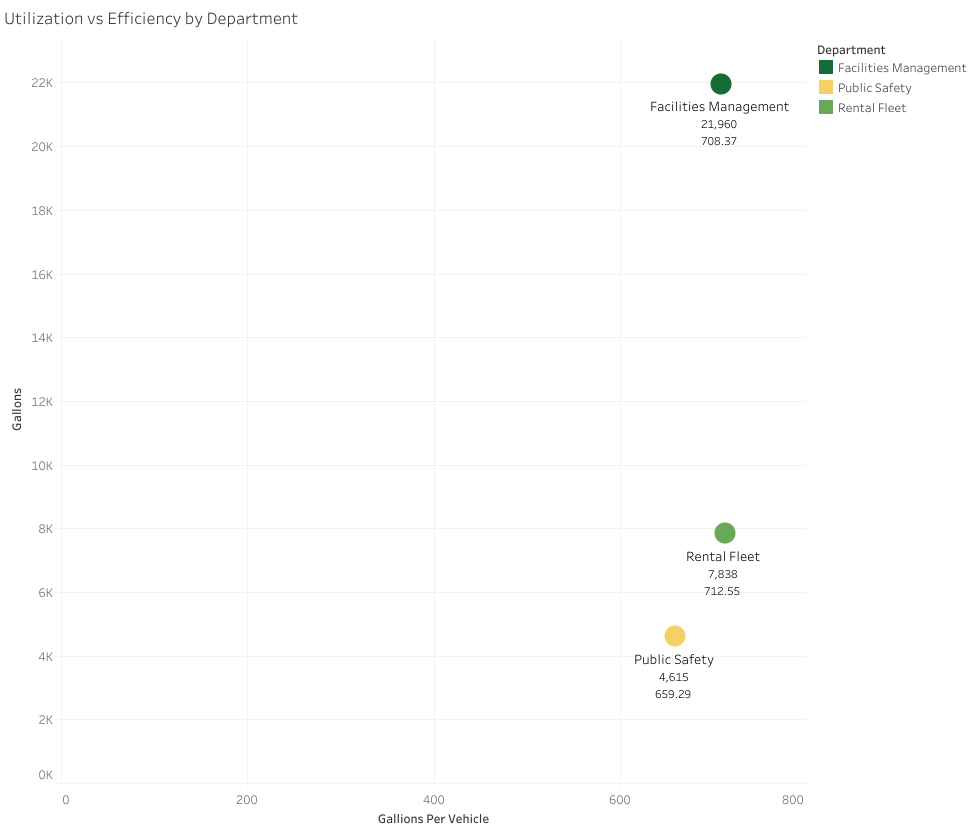 Utilization vs Efficiency by Department
Department
Facilities Management
Public Safety
Rental Fleet
22K
20K
18K
16K
14K
12K
10K
8K
6K
4K
2K
0K
Gallons
Facilities Management
21,960
708.37
Rental Fleet
7,838
712.55
Public Safety
4,615
659.29
0
200
400
600
800
Gallions Per Vehicle